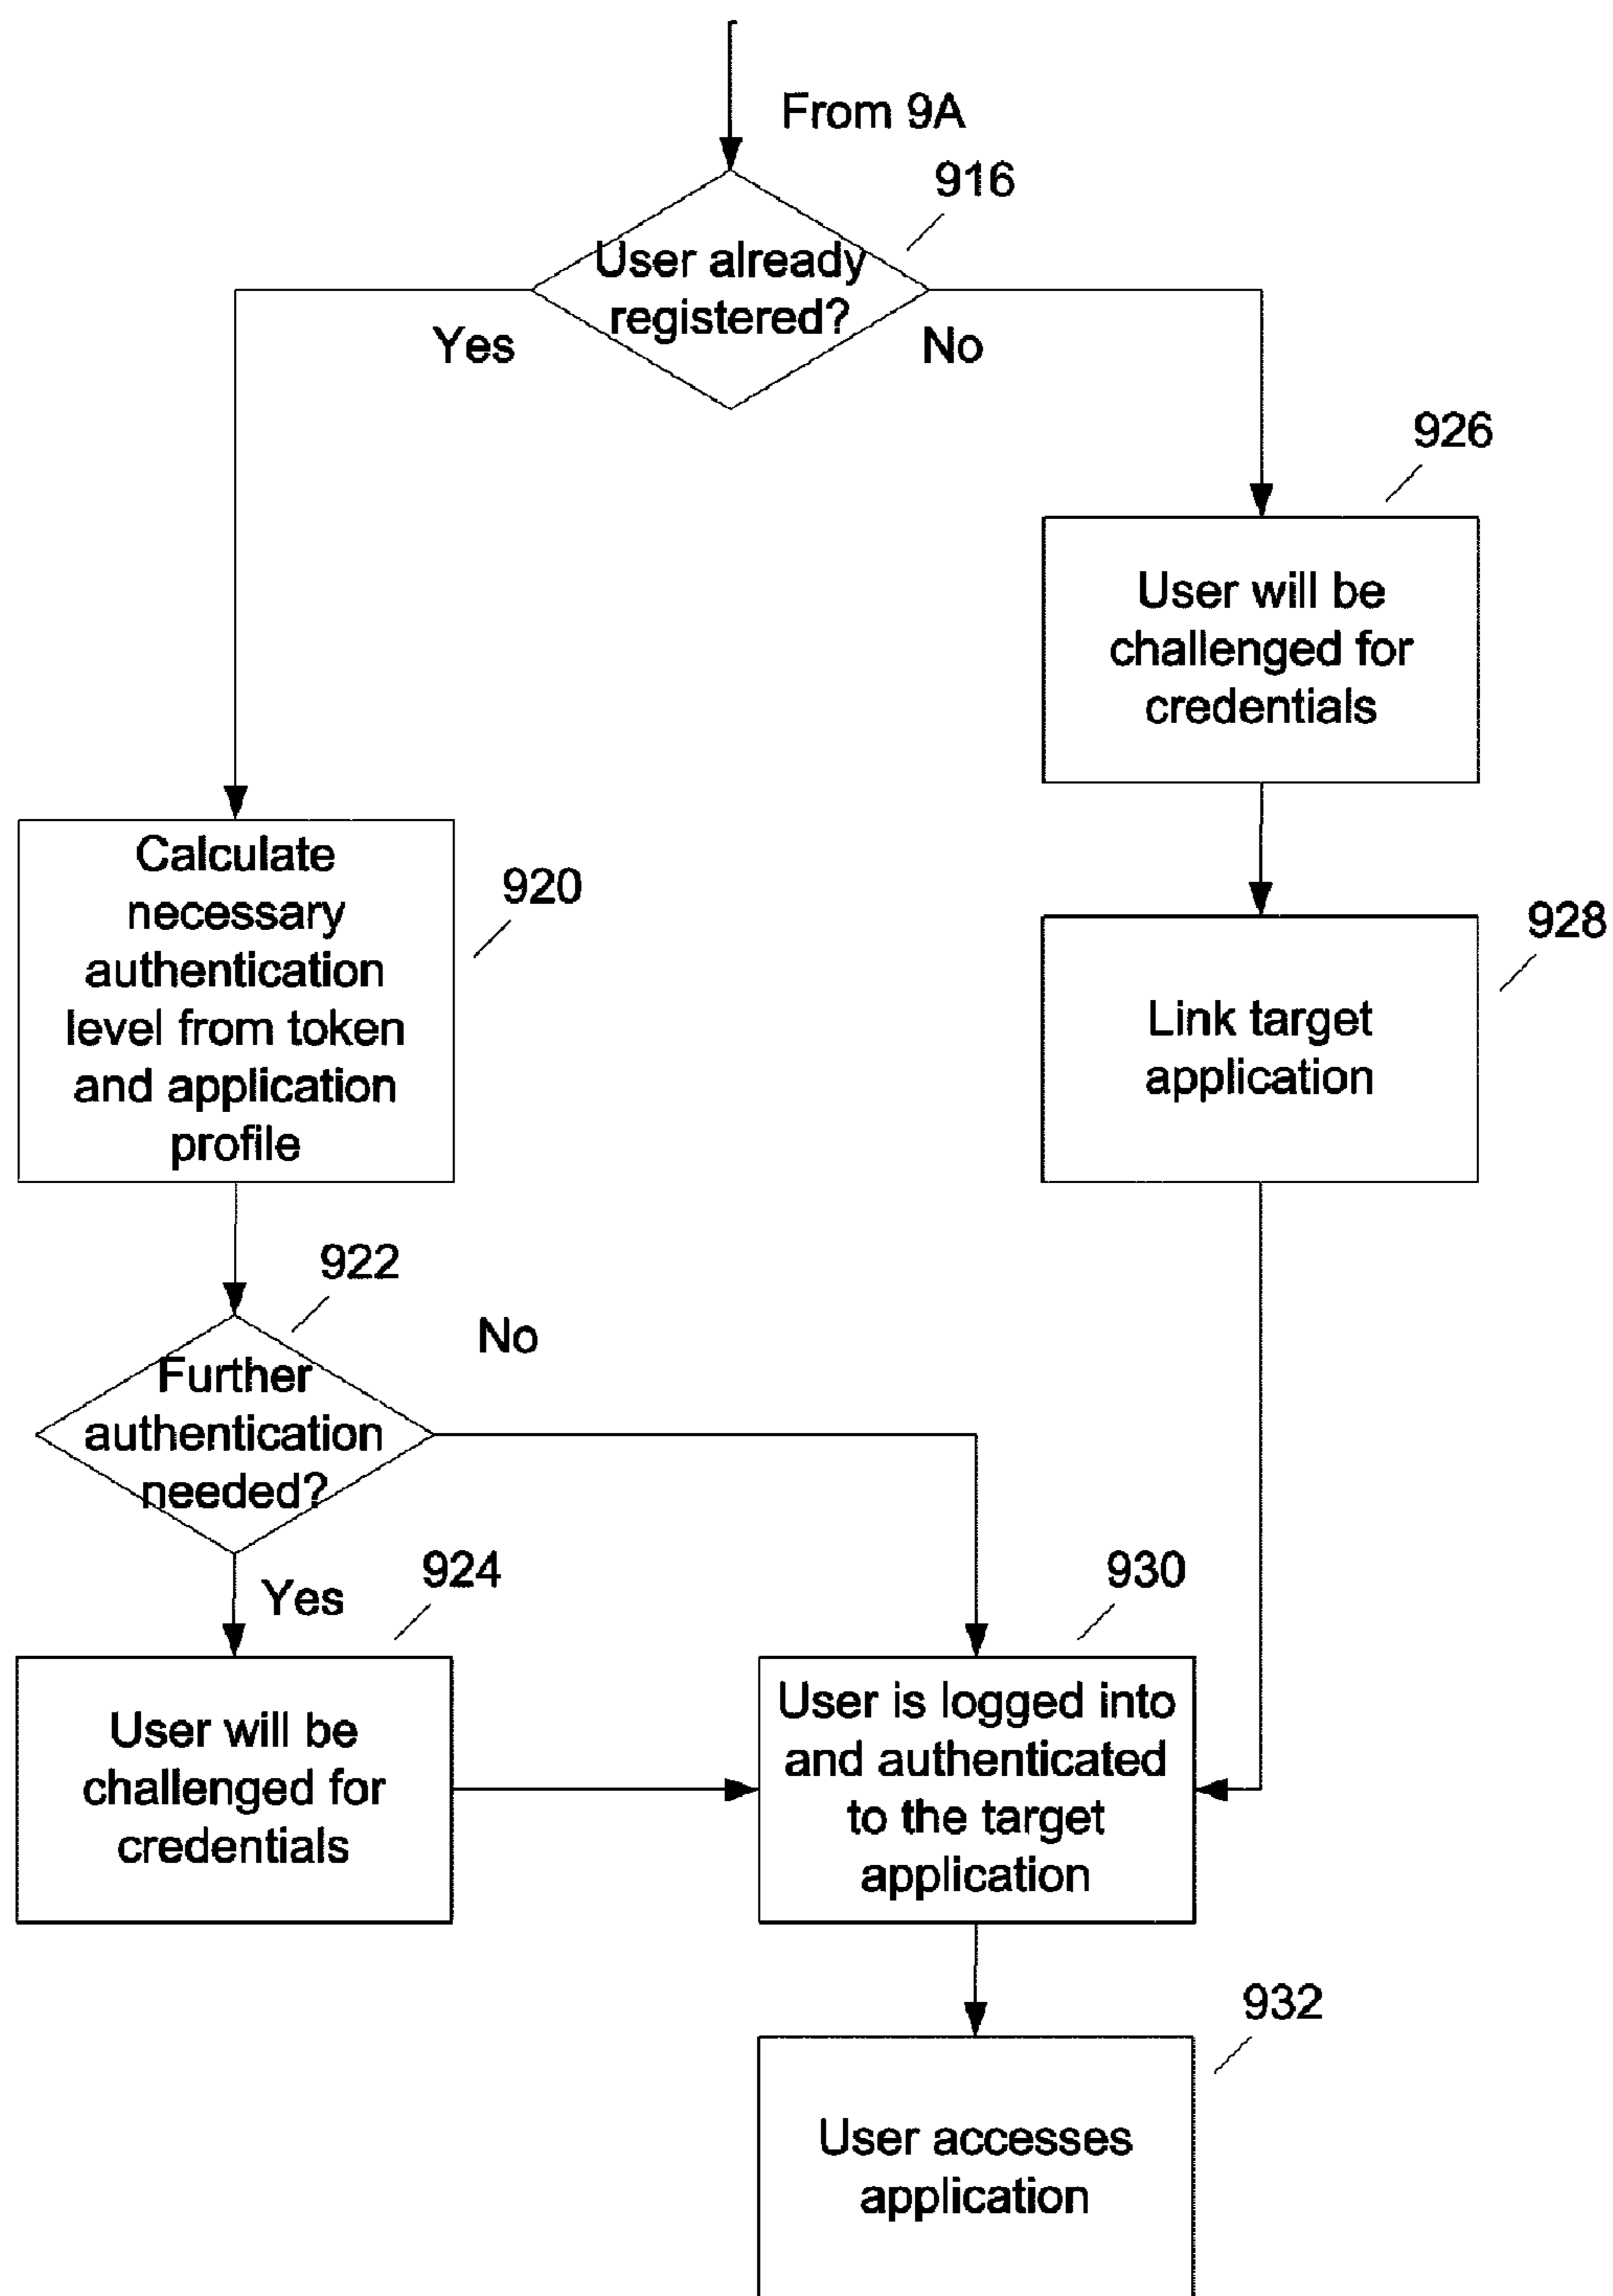 From 9A
916
User already
registered?
Yes
No
926
User will be
challenged for
credentials
Calculate
necessary
authentication
level from token
and application
profile
920
928
Link target
application
922
Further
authentication
needed?
No
Yes
924
930
User will be
challenged for
credentials
User is logged into
and authenticated
to the target
application
932
User accesses
application